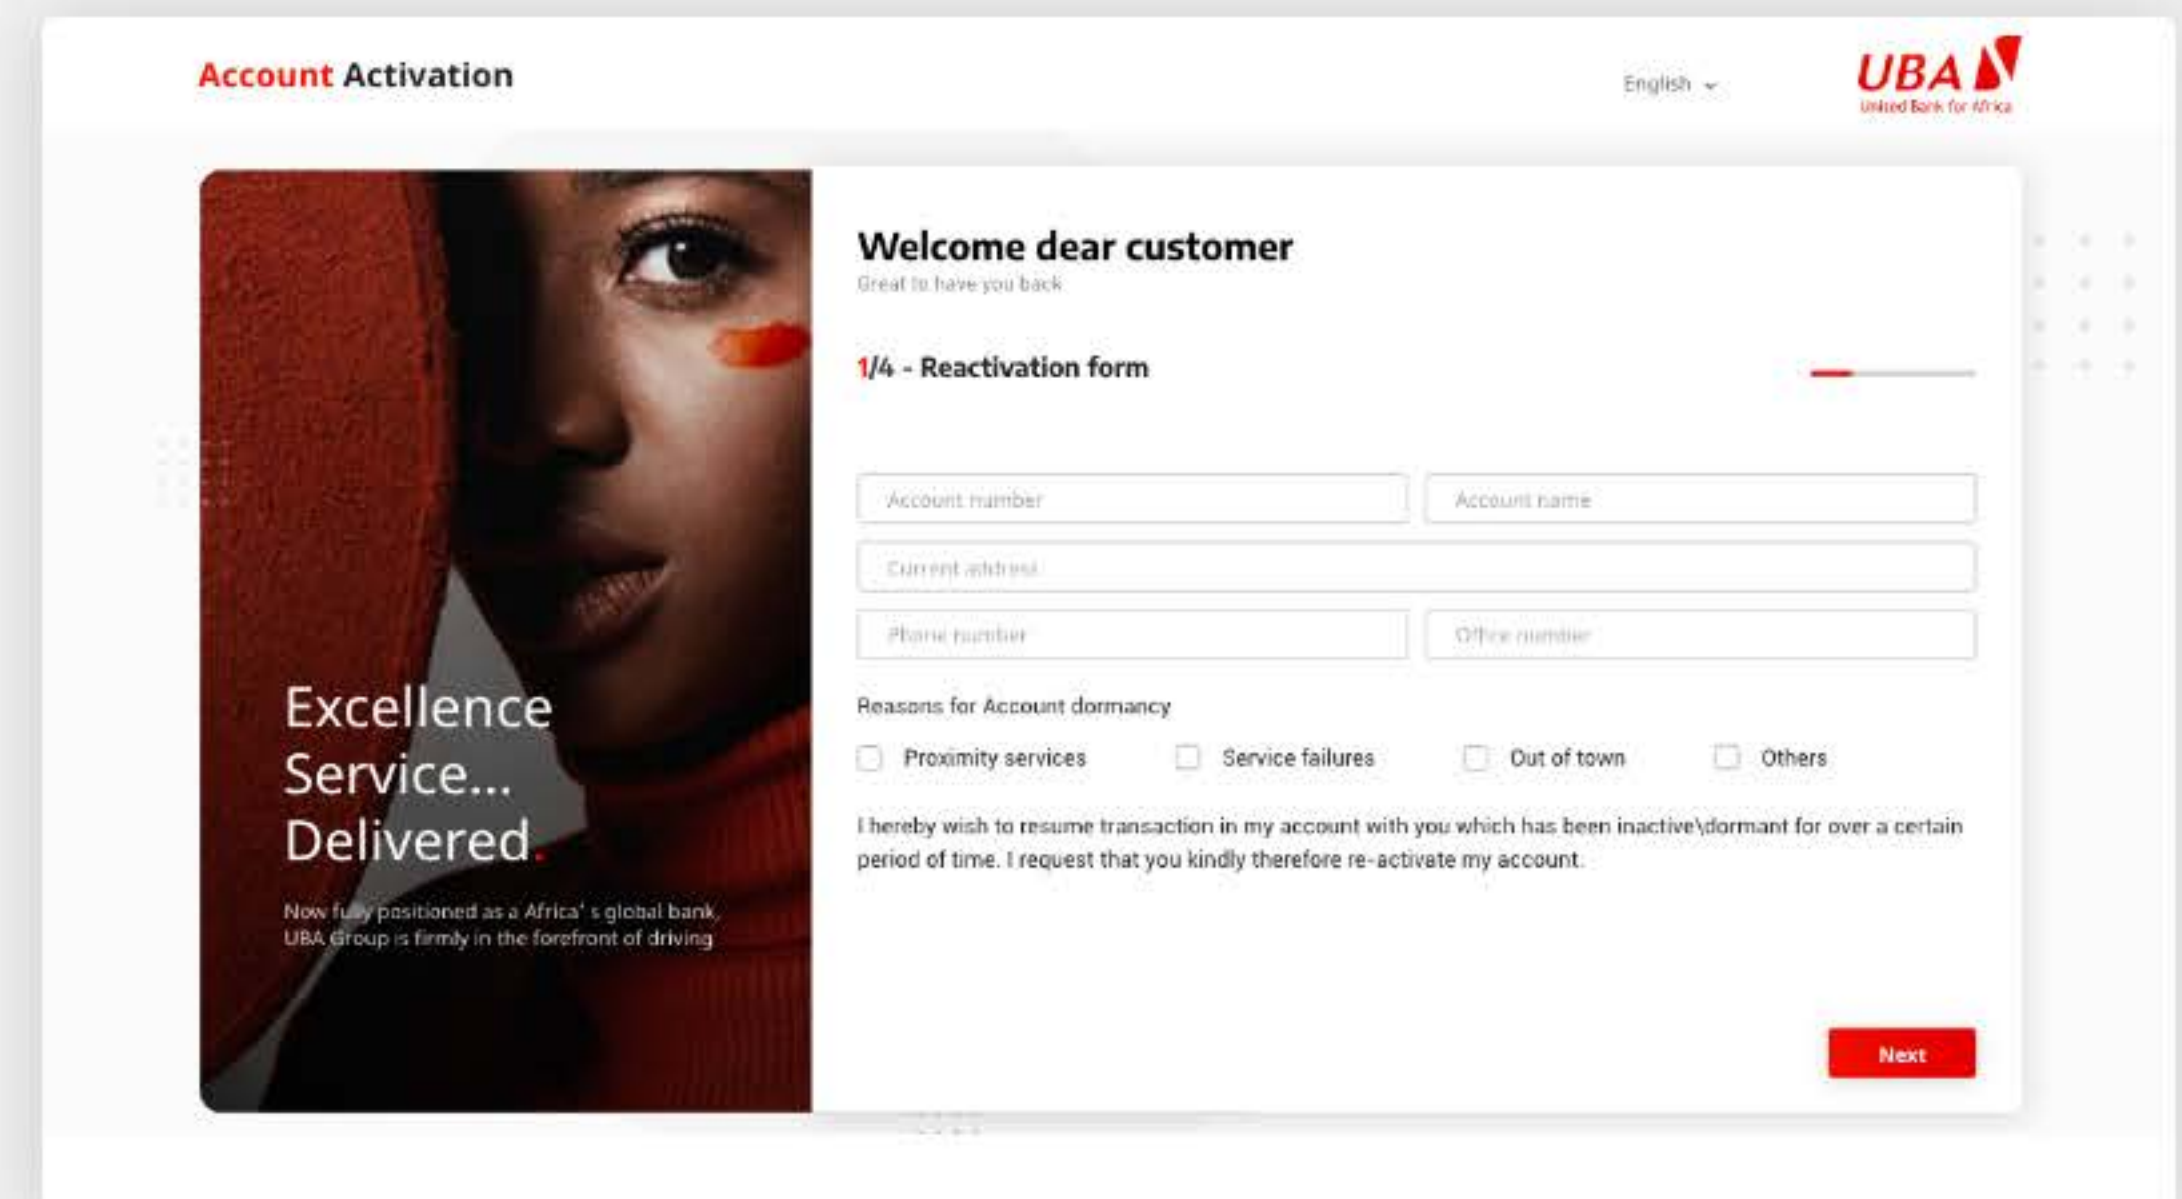 Account Activation
English
UBA
United Bank for Africa
Welcome dear customer
Great to have you back
1/4 - Reactivation form
Account number
Account name
Current address
Phone number
Office number
Reasons for Account dormancy
Proximity services
Service failures
Out of town
Others
I hereby wish to resume transaction in my account with you which has been inactive\dormant for over a certain
period of time. I request that you kindly therefore re-activate my account.
Next
Excellence
Service...
Delivered.
Now fully positioned as a Africa' s global bank,
UBA Group is firmly in the forefront of driving